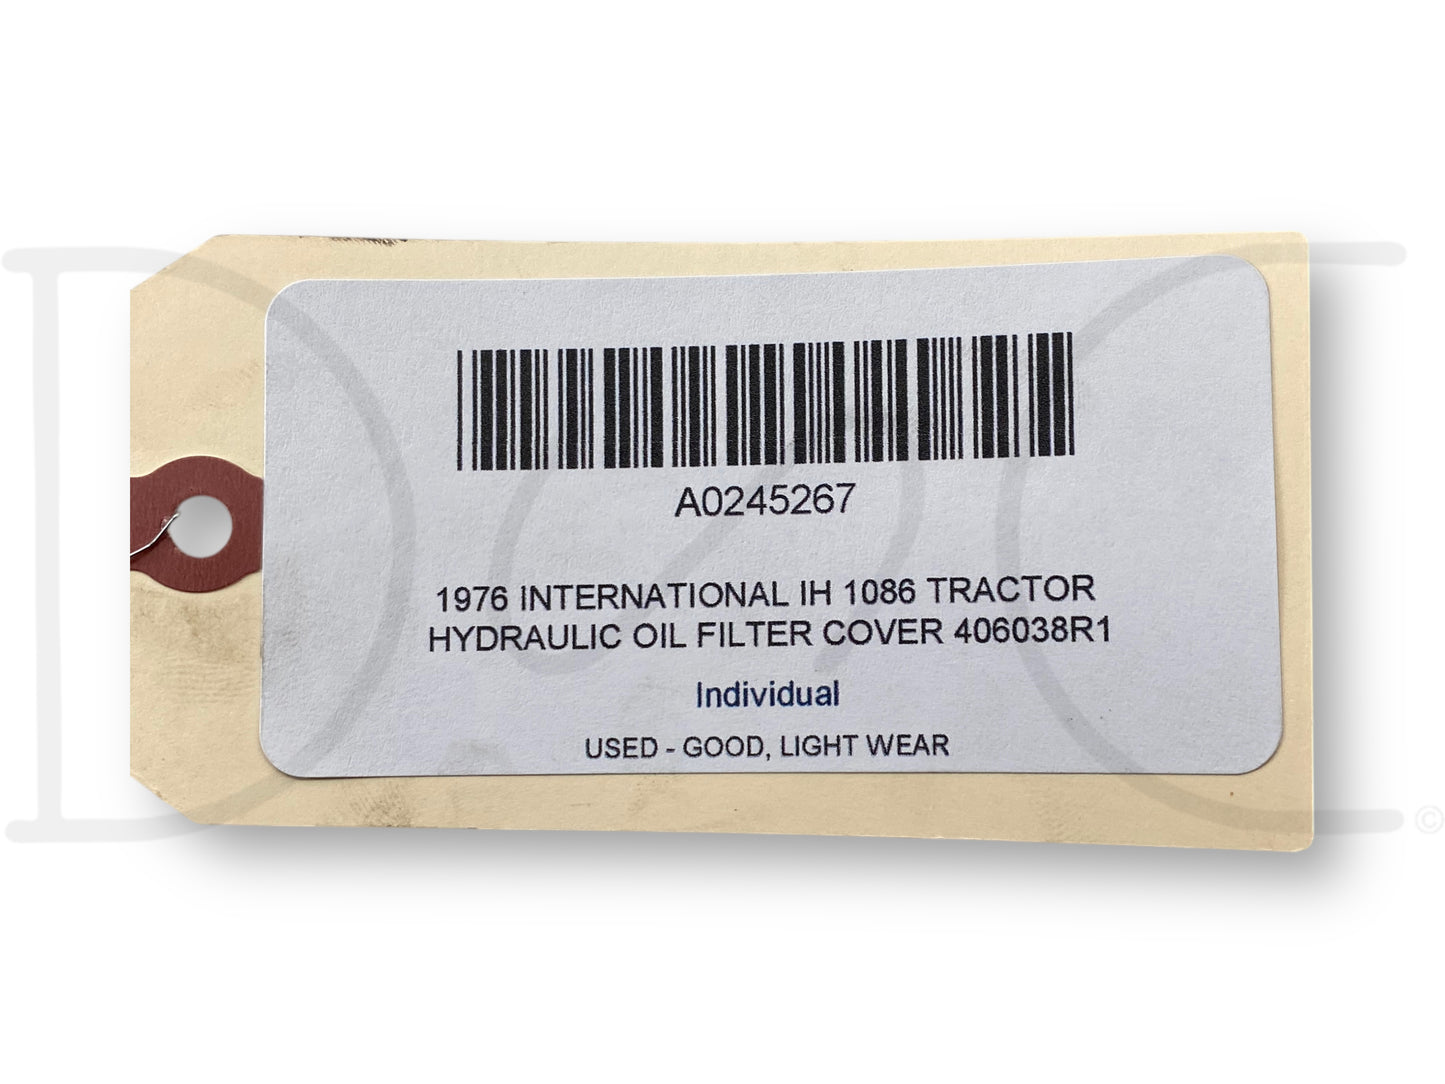 A0245267
1976 INTERNATIONAL IH 1086 TRACTOR
HYDRAULIC OIL FILTER COVER 406038R1
Individual
USED - GOOD, LIGHT WEAR
©